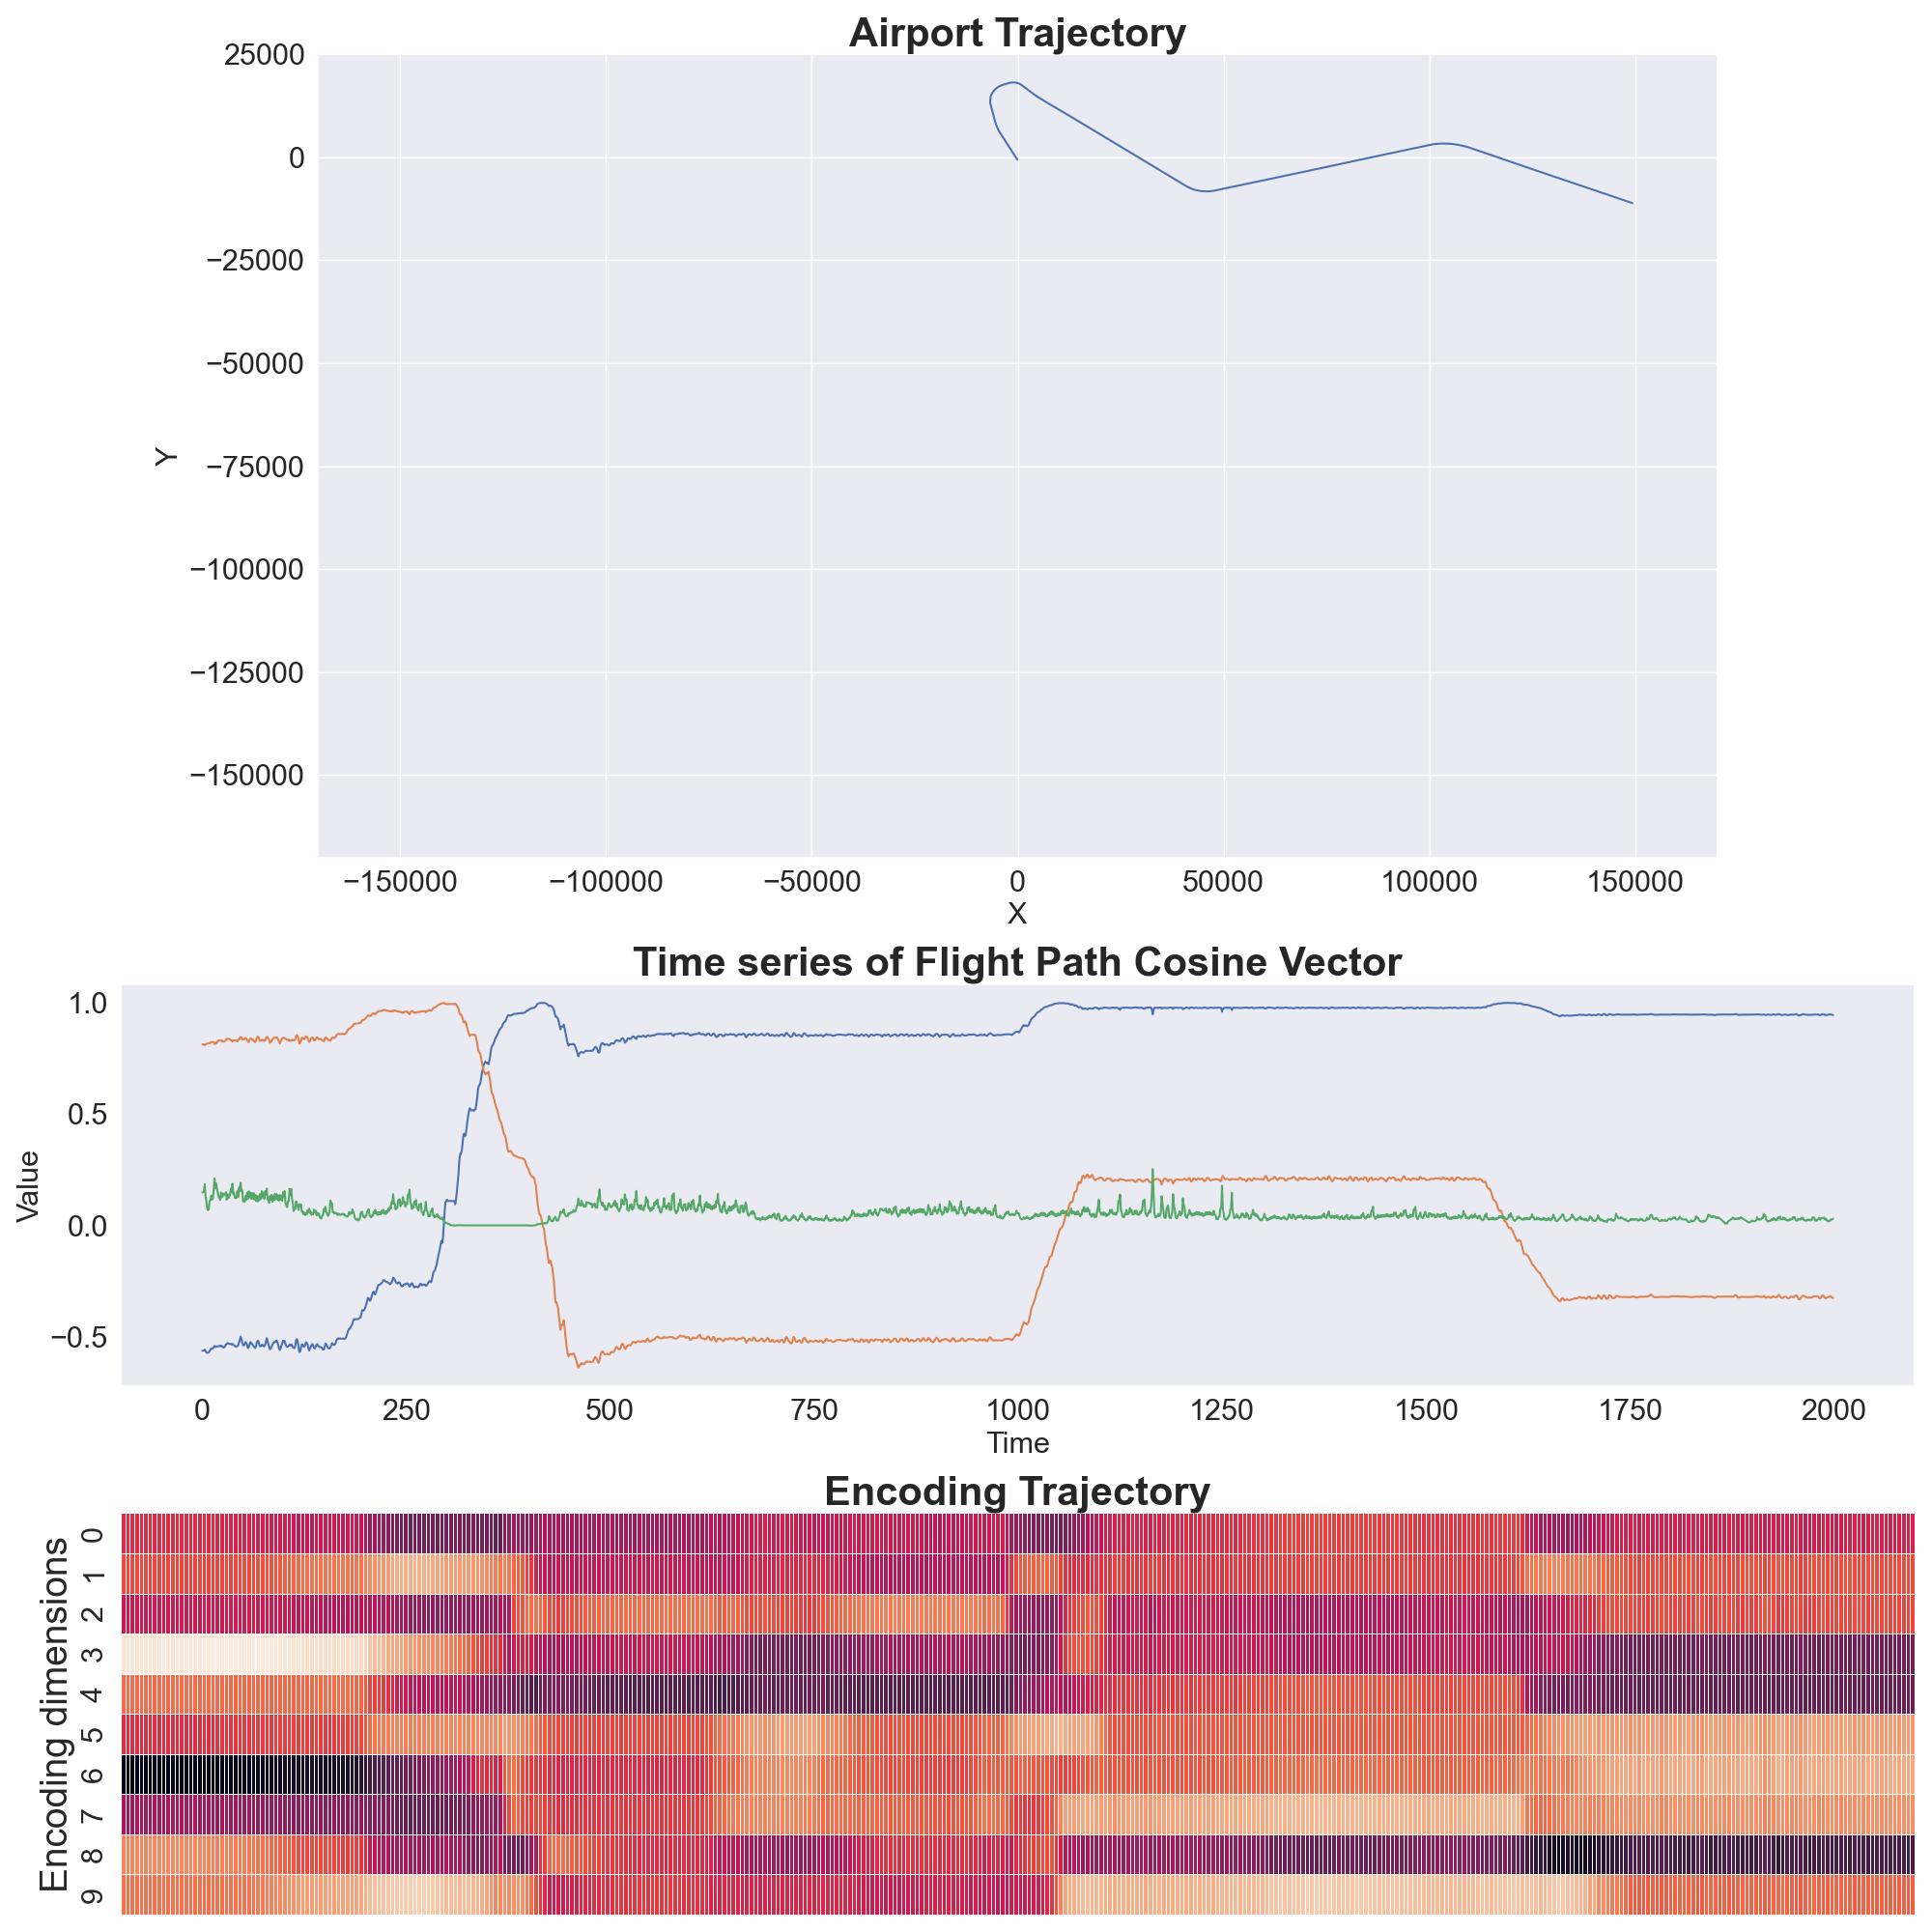 Airport Trajectory
25000
0
−25000
−50000
−75000
−100000
−125000
−150000
Y
−150000 −100000 −50000 0 50000 100000 150000
X
Time series of Flight Path Cosine Vector
1.0
0.5
0.0
−0.5
Value
0 250 500 750 1000 1250 1500 1750 2000
Time
Encoding Trajectory
Encoding dimensions
0
1
2
3
4
5
6
7
8
9